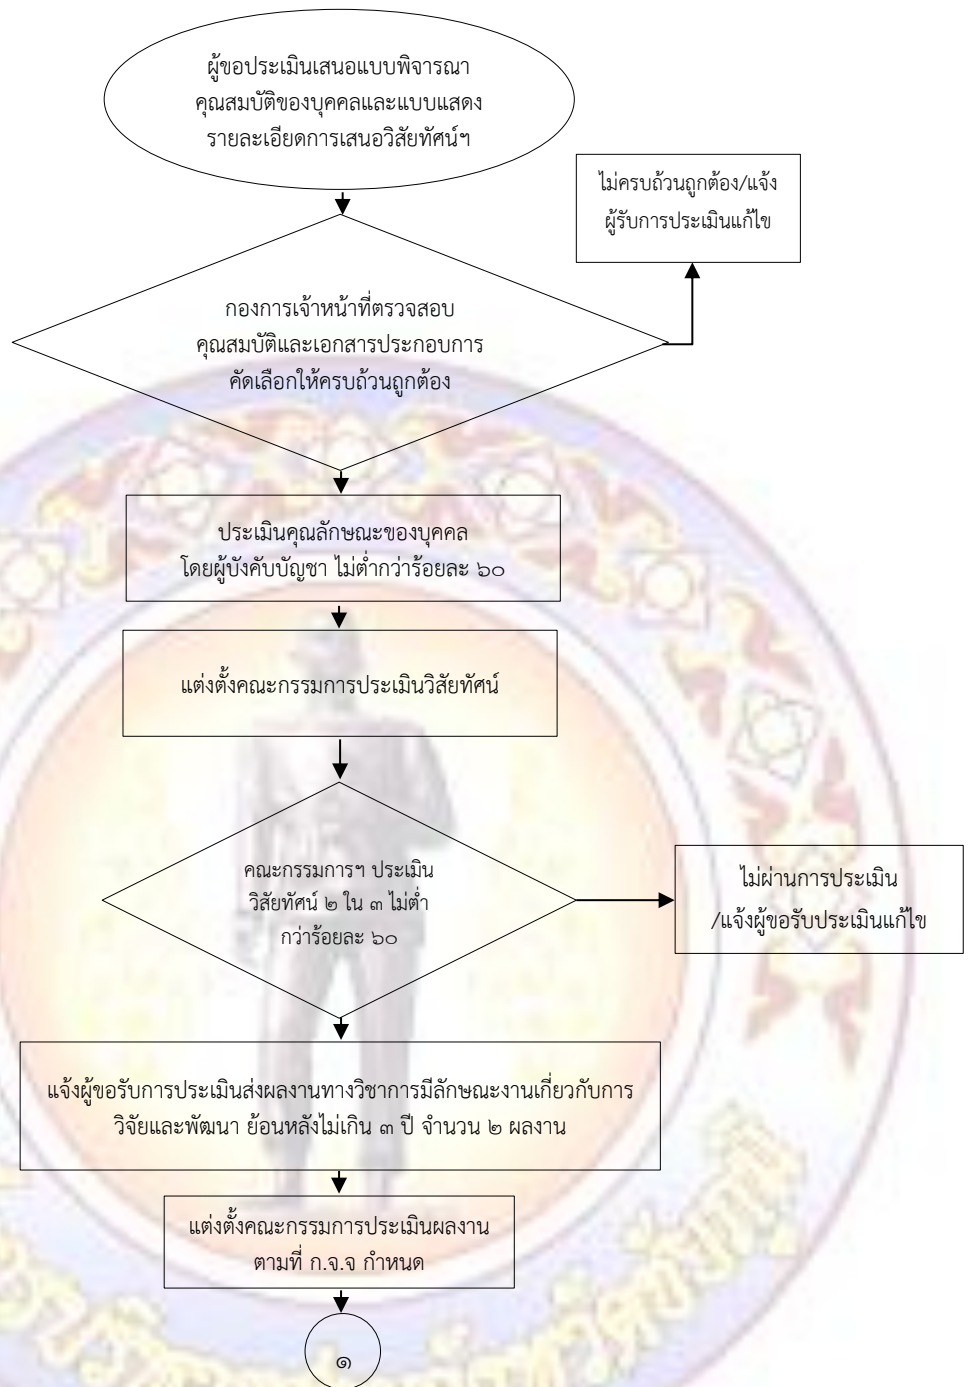 ผู้ขอประเมินเสนอแบบพิจารณา
คุณสมบัติของบุคคลและแบบแสดง
รายละเอียดการเสนอวิสัยทัศน์ฯ
ไม่ครบถ้วนถูกต้อง/แจ้ง
ผู้รับการประเมินแก้ไข
กองการเจ้าหน้าที่ตรวจสอบ
คุณสมบัติและเอกสารประกอบการ
คัดเลือกให้ครบถ้วนถูกต้อง
ประเมินคุณลักษณะของบุคคล
โดยผู้บังคับบัญชา ไม่ต่ำกว่าร้อยละ ๖๐
แต่งตั้งคณะกรรมการประเมินวิสัยทัศน์
คณะกรรมการฯ ประเมิน
วิสัยทัศน์ ๒ ใน ๓ ไม่ต่ำ
กว่าร้อยละ ๖๐
ไม่ผ่านการประเมิน
/แจ้งผู้ขอรับประเมินแก้ไข
แจ้งผู้ขอรับการประเมินส่งผลงานทางวิชาการมีลักษณะงานเกี่ยวกับการ
วิจัยและพัฒนา ย้อนหลังไม่เกิน ๓ ปี จำนวน ๒ ผลงาน
แต่งตั้งคณะกรรมการประเมินผลงาน
ตามที่ ก.จ.จ กำหนด
๑